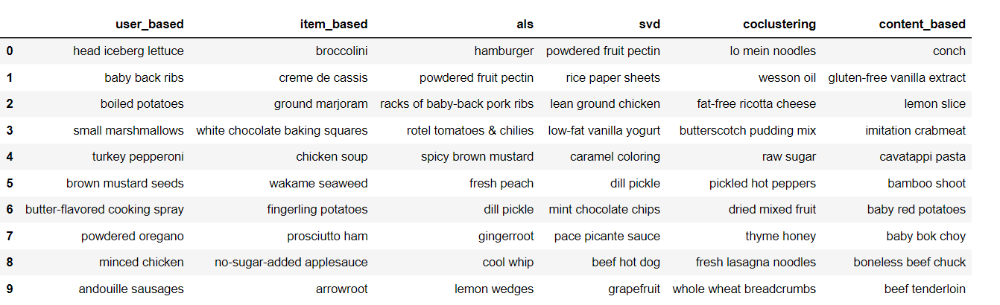 user_based item_based als svd coclustering content_based
0 head iceberg lettuce broccolini hamburger powdered fruit pectin lo mein noodles conch
1 baby back ribs creme de cassis powdered fruit pectin rice paper sheets wesson oil gluten-free vanilla extract
2 boiled potatoes ground marjoram racks of baby-back pork ribs lean ground chicken fat-free ricotta cheese lemon slice
3 small marshmallows white chocolate baking squares rotel tomatoes & chilies low-fat vanilla yogurt butterscotch pudding mix imitation crabmeat
4 turkey pepperoni chicken soup spicy brown mustard caramel coloring raw sugar cavatappi pasta
5 brown mustard seeds wakame seaweed fresh peach dill pickle pickled hot peppers bamboo shoot
6 butter-flavored cooking spray fingerling potatoes dill pickle mint chocolate chips dried mixed fruit baby red potatoes
7 powdered oregano prosciutto ham gingerroot pace picante sauce thyme honey baby bok choy
8 minced chicken no-sugar-added applesauce cool whip beef hot dog fresh lasagna noodles boneless beef chuck
9 andouille sausages arrowroot lemon wedges grapefruit whole wheat breadcrumbs beef tenderloin